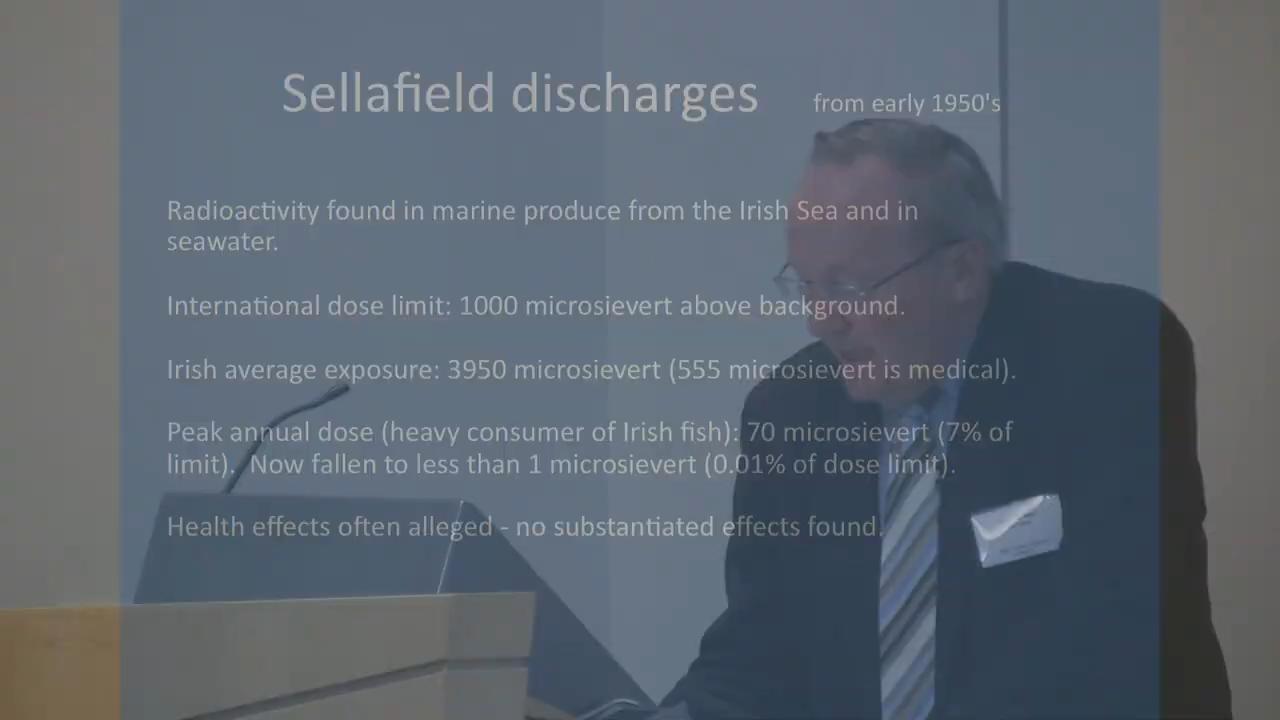 Sellafield discharges from early 1950's
Radioactivity found in marine produce from the Irish Sea and in
seawater.
International dose limit: 1000 microsievert above background.
Irish average exposure: 3950 microsievert (555 microsievert is medical).
Peak annual dose (heavy consumer of Irish fish): 70 microsievert (7% of
limit).  Now fallen to less than 1 microsievert (0.01% of dose limit).
Health effects often alleged - no substantiated effects found.